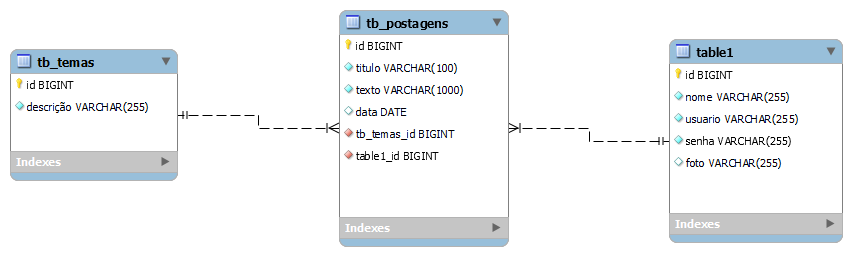 tb_temas
id BIGINT
descrição VARCHAR(255)
Indexes
tb_postagens
id BIGINT
titulo VARCHAR(100)
texto VARCHAR(1000)
data DATE
tb_temas_id BIGINT
table1_id BIGINT
Indexes
table1
id BIGINT
nome VARCHAR(255)
usuario VARCHAR(255)
senha VARCHAR(255)
foto VARCHAR(255)
Indexes